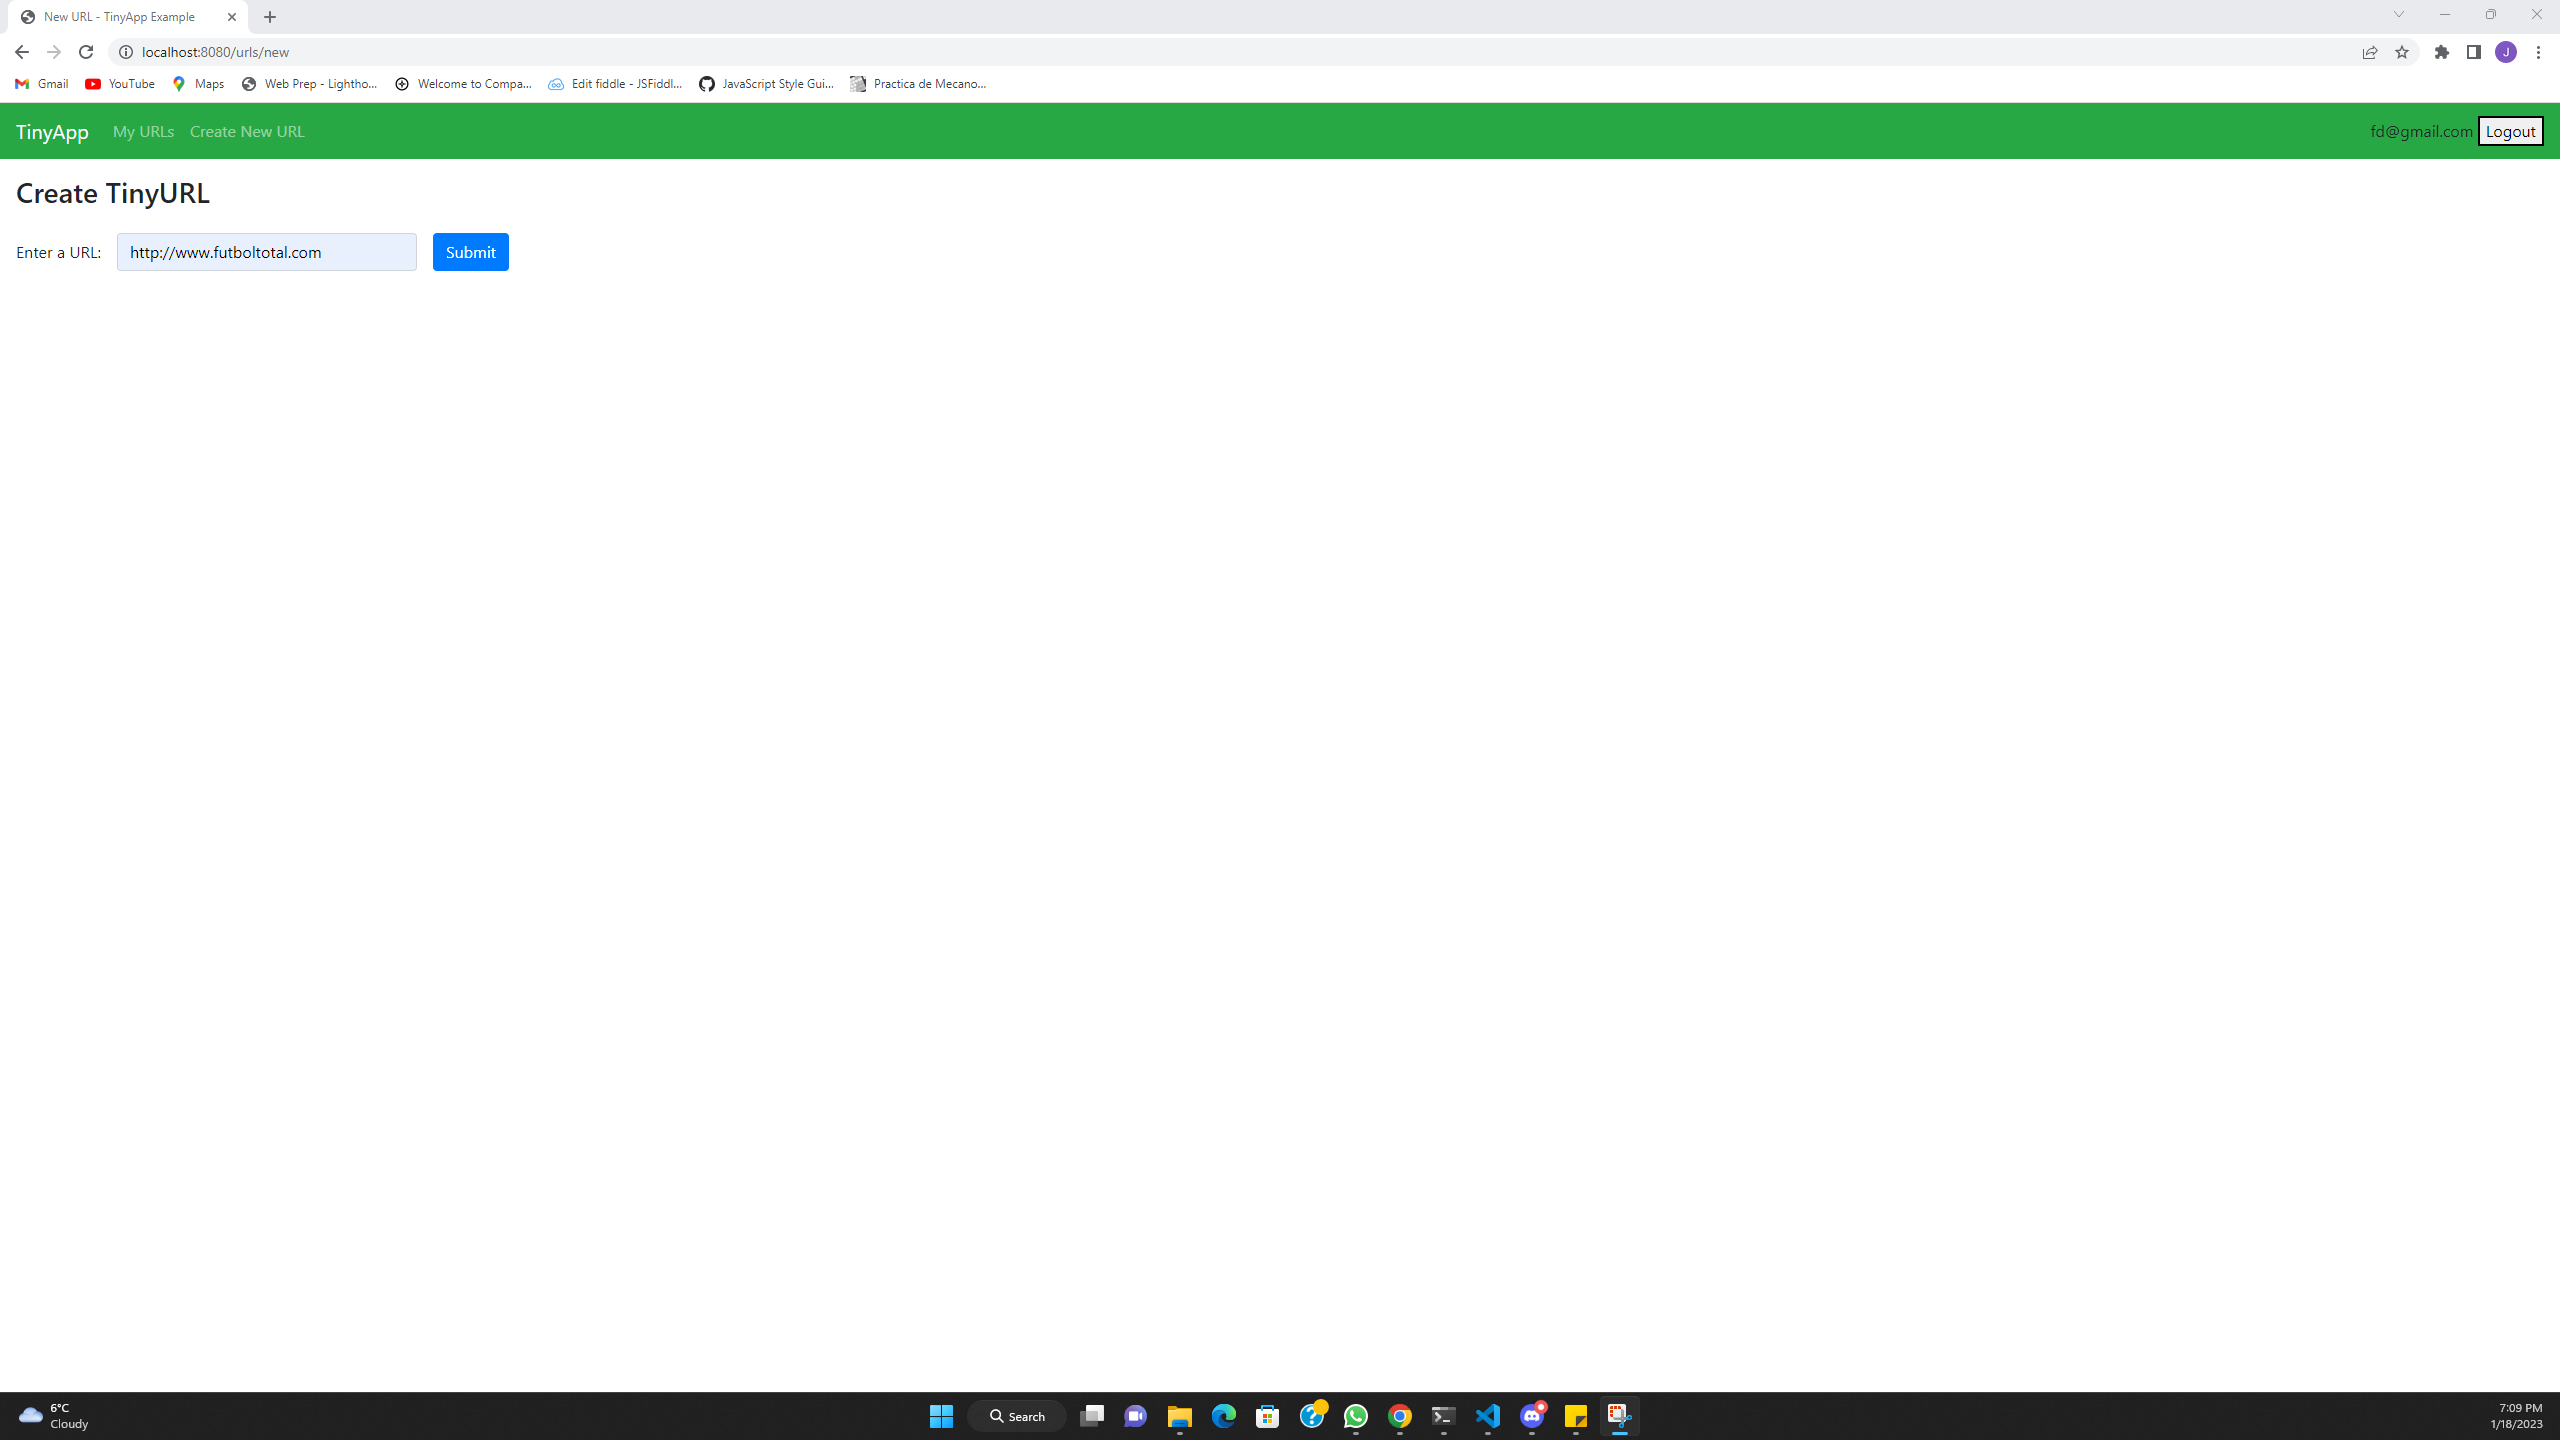 New URL - TinyApp Example
localhost:8080/urls/new
Gmail YouTube Maps Web Prep - Lightho... Welcome to Compa... Edit fiddle - JSFiddl... JavaScript Style Gui... Practica de Mecano...
TinyApp My URLs Create New URL fd@gmail.com Logout
Create TinyURL
Enter a URL: http://www.futboltotal.com Submit
6°C
Cloudy
Search
7:09 PM
1/18/2023